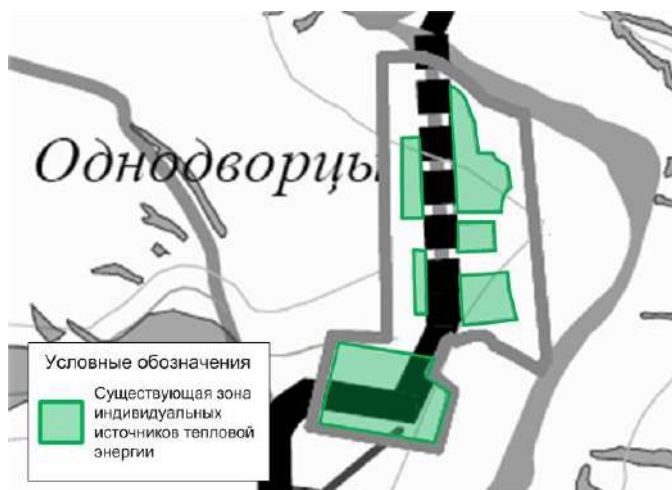 Однодворцы
Условные обозначения
Существующая зона
индивидуальных
источников тепловой
энергии